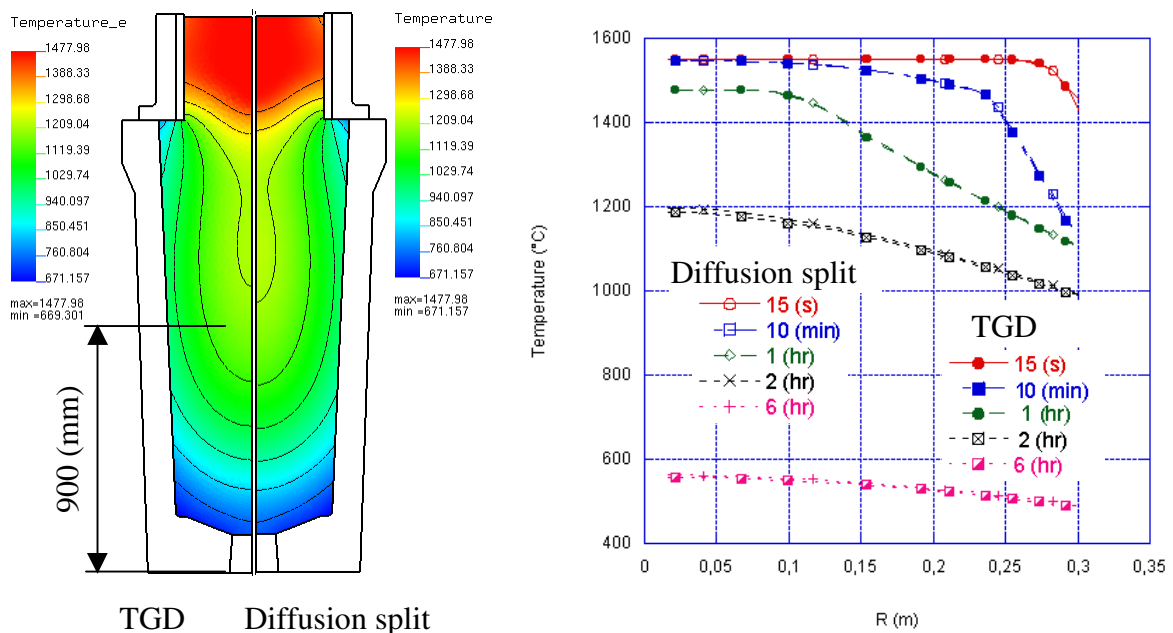 Temperature_e
1477.98
1388.33
1298.68
1209.04
1119.39
1029.74
940.097
850.451
760.804
671.157
max=1477.98
min =669.301
Temperature
1477.98
1388.33
1298.68
1209.04
1119.39
1029.74
940.097
850.451
760.804
671.157
max=1477.98
min =671.157
900 (mm)
TGD
Diffusion split
Temperature (°C)
1600
1400
1200
1000
800
600
400
Diffusion split
15 (s)
10 (min)
1 (hr)
2 (hr)
6 (hr)
TGD
15 (s)
10 (min)
1 (hr)
2 (hr)
6 (hr)
0
0,05
0,1
0,15
0,2
0,25
0,3
0,35
R (m)